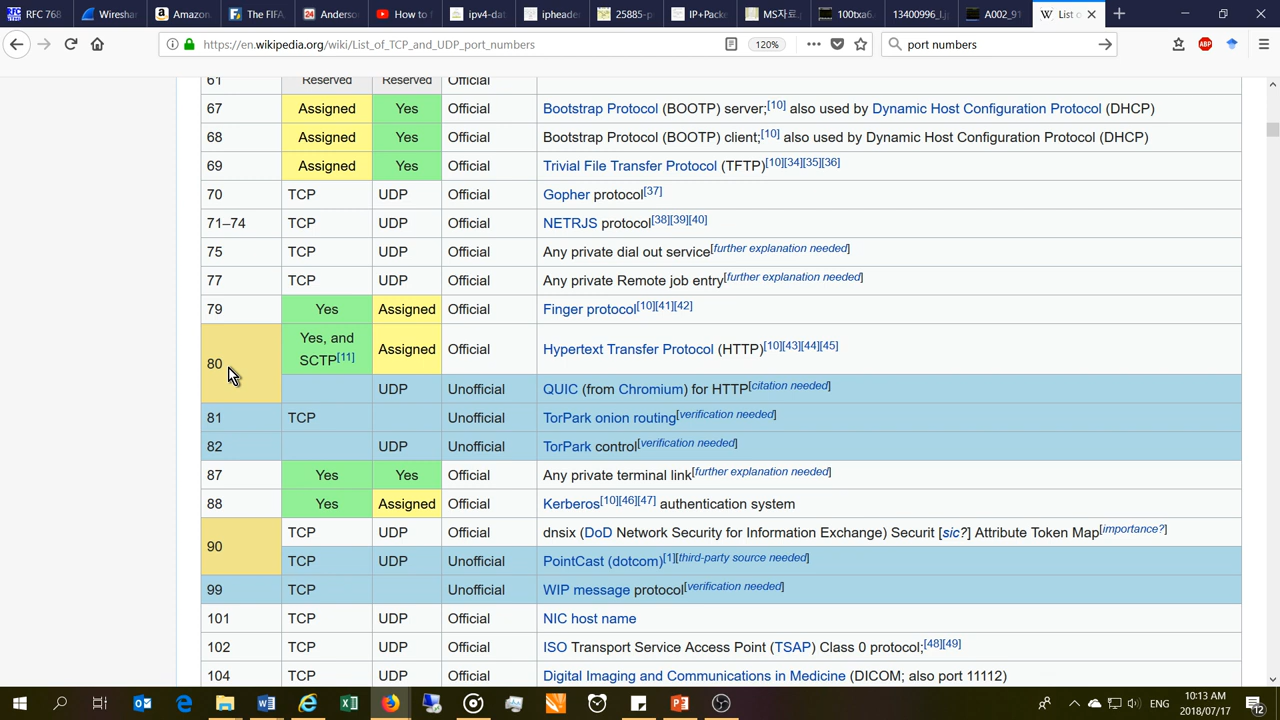 RFC 768
Wiresha
Amazon
The FIFA
24 Anderso
How to f
ipv4-dat
ipheade
25885-p
IP+Packe
MS자료.p
100txa6.
13400996_l.j
A002_91
List o
https://en.wikipedia.org/wiki/List_of_TCP_and_UDP_port_numbers
120%
port numbers
61 Reserved Reserved Official
67 Assigned Yes Official Bootstrap Protocol (BOOTP) server;[10] also used by Dynamic Host Configuration Protocol (DHCP)
68 Assigned Yes Official Bootstrap Protocol (BOOTP) client;[10] also used by Dynamic Host Configuration Protocol (DHCP)
69 Assigned Yes Official Trivial File Transfer Protocol (TFTP)[10][34][35][36]
70 TCP UDP Official Gopher protocol[37]
71–74 TCP UDP Official NETRJS protocol[38][39][40]
75 TCP UDP Official Any private dial out service[further explanation needed]
77 TCP UDP Official Any private Remote job entry[further explanation needed]
79 Yes Assigned Official Finger protocol[10][41][42]
80 Yes, and
SCTP[11] Assigned Official Hypertext Transfer Protocol (HTTP)[10][43][44][45]
UDP Unofficial QUIC (from Chromium) for HTTP[citation needed]
81 TCP Unofficial TorPark onion routing[verification needed]
82 UDP Unofficial TorPark control[verification needed]
87 Yes Yes Official Any private terminal link[further explanation needed]
88 Yes Assigned Official Kerberos[10][46][47] authentication system
90 TCP UDP Official dnsix (DoD Network Security for Information Exchange) Securit [sic?] Attribute Token Map[importance?]
TCP UDP Unofficial PointCast (dotcom)[1][third-party source needed]
99 TCP Unofficial WIP message protocol[verification needed]
101 TCP UDP Official NIC host name
102 TCP UDP Official ISO Transport Service Access Point (TSAP) Class 0 protocol;[48][49]
104 TCP UDP Official Digital Imaging and Communications in Medicine (DICOM; also port 11112)
ENG
10:13 AM
2018/07/17
12